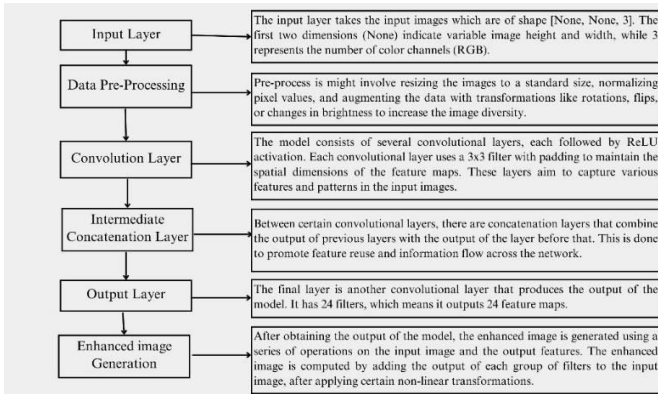 Input Layer
The input layer takes the input images which are of shape [None, None, 3]. The
first two dimensions (None) indicate variable image height and width, while 3
represents the number of color channels (RGB).
Data Pre-Processing
Pre-process is might involve resizing the images to a standard size, normalizing
pixel values, and augmenting the data with transformations like rotations, flips,
or changes in brightness to increase the image diversity.
Convolution Layer
The model consists of several convolutional layers, each followed by ReLU
activation. Each convolutional layer uses a 3x3 filter with padding to maintain the
spatial dimensions of the feature maps. These layers aim to capture various
features and patterns in the input images.
Intermediate
Concatenation Layer
Between certain convolutional layers, there are concatenation layers that combine
the output of previous layers with the output of the layer before that. This is done
to promote feature reuse and information flow across the network.
Output Layer
The final layer is another convolutional layer that produces the output of the
model. It has 24 filters, which means it outputs 24 feature maps.
Enhanced image
Generation
After obtaining the output of the model, the enhanced image is generated using a
series of operations on the input image and the output features. The enhanced
image is computed by adding the output of each group of filters to the input
image, after applying certain non-linear transformations.